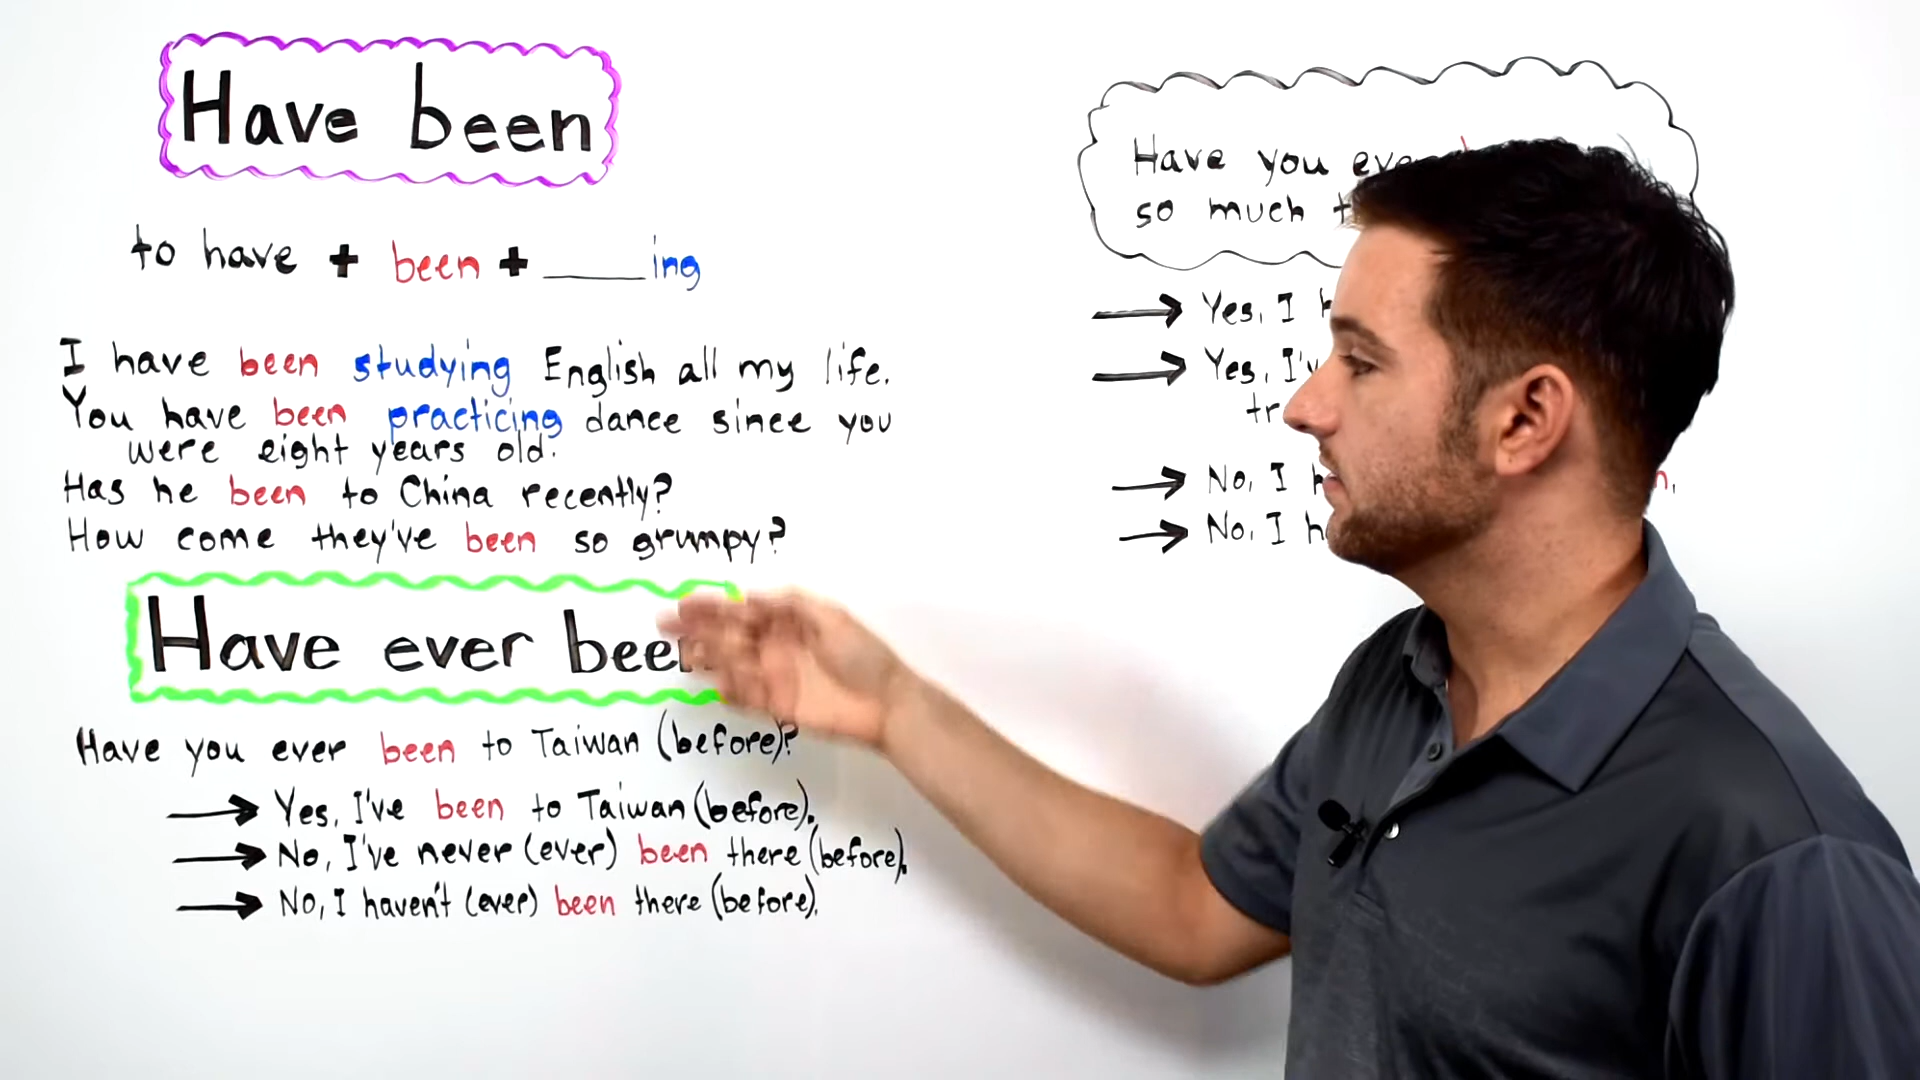 Have been
to have + been + ____ing
I have been studying English all my life.
You have been practicing dance since you
were eight years old.
Has he been to China recently?
How come they've been so grumpy?
Have ever been
Have you ever been to Taiwan (before)?
→ Yes, I've been to Taiwan (before).
→ No, I've never (ever) been there (before).
→ No, I haven't (ever) been there (before).
Have you
so much
→ Yes, I
→ Yes, I'v
→ No, I
→ No, I